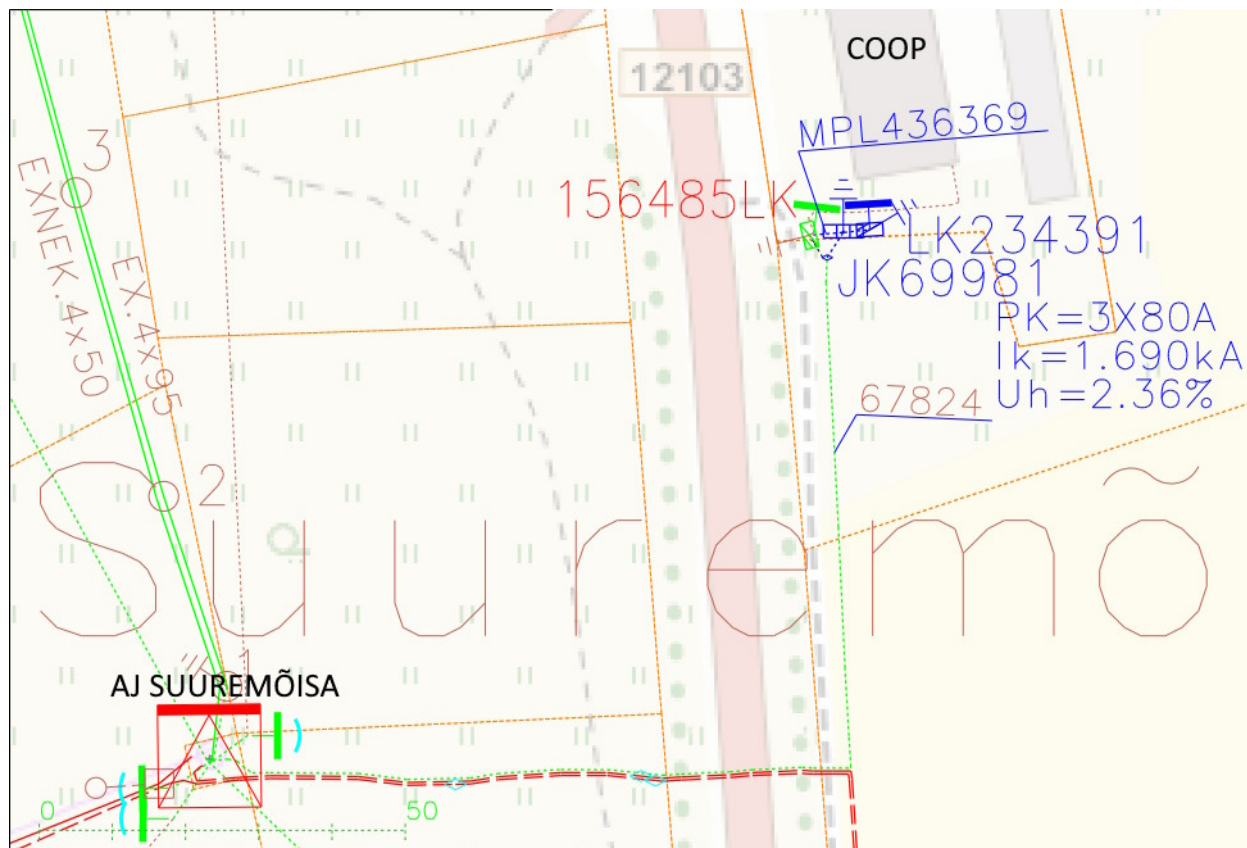 COOP
12103
MPL436369
3
156485LK
EXNEK.4x50
EX.4x95
LK234391
JK69981
PK=3X80A
Ik=1.690kA
Uh=2.36%
67824
2
Suuremõ
1
AJ SUUREMÕISA
0
50